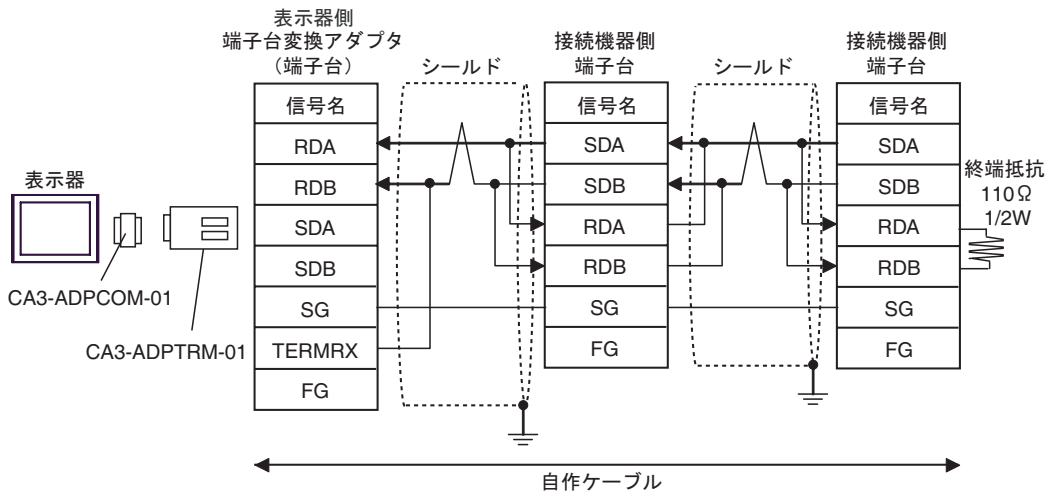 表示器側
端子台変換アダプタ
（端子台）
シールド
接続機器側
端子台
シールド
接続機器側
端子台
信号名
RDA
RDB
SDA
SDB
SG
TERMRX
FG
信号名
SDA
SDB
RDA
RDB
SG
FG
信号名
SDA
SDB
RDA
RDB
SG
FG
終端抵抗
110Ω
1/2W
表示器
CA3-ADPCOM-01
CA3-ADPTRM-01
自作ケーブル